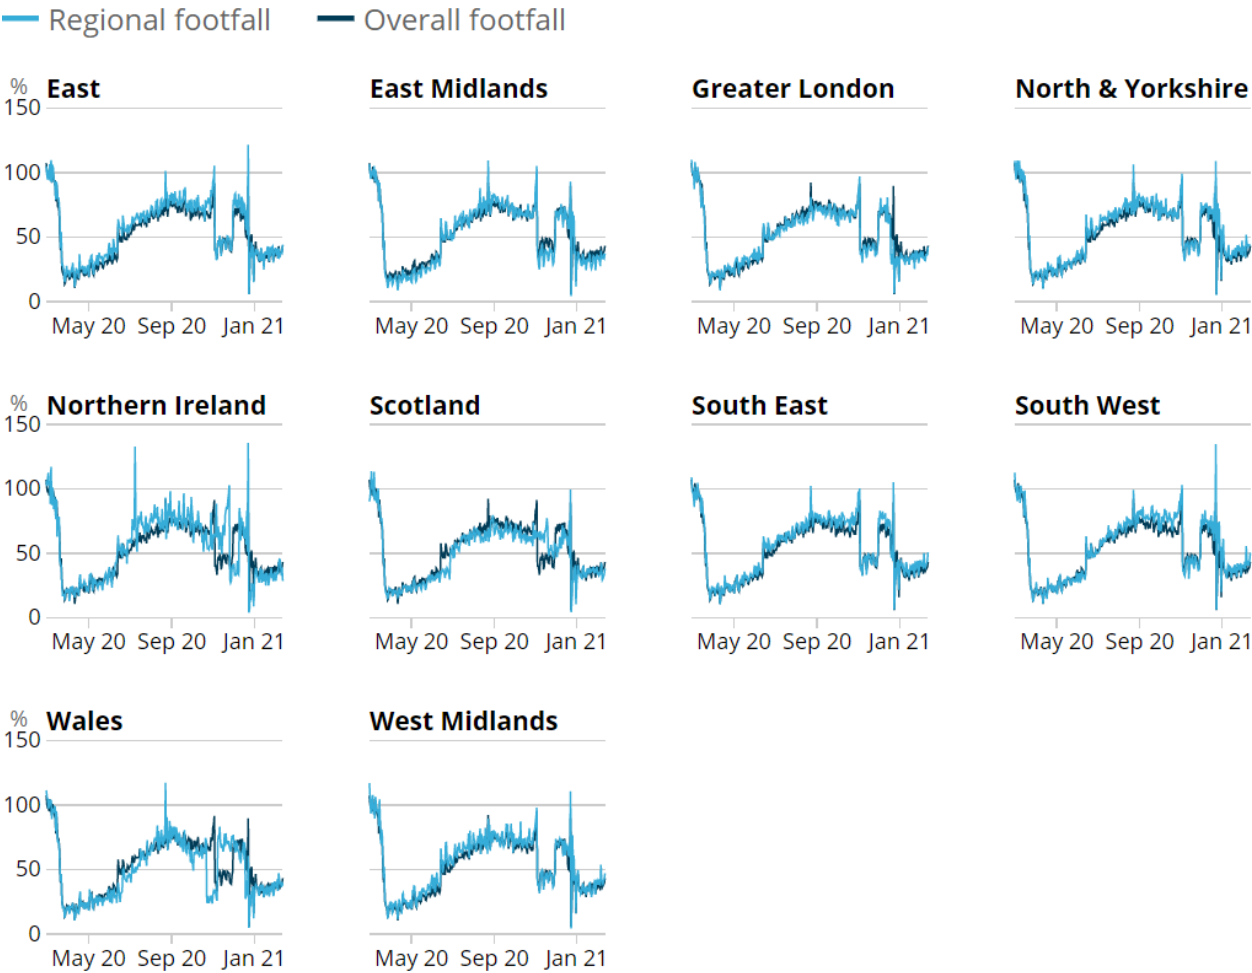 Regional footfall Overall footfall
% East East Midlands Greater London North & Yorkshire
150
100
50
0
May 20 Sep 20 Jan 21 May 20 Sep 20 Jan 21 May 20 Sep 20 Jan 21 May 20 Sep 20 Jan 21
% Northern Ireland Scotland South East South West
150
100
50
0
May 20 Sep 20 Jan 21 May 20 Sep 20 Jan 21 May 20 Sep 20 Jan 21 May 20 Sep 20 Jan 21
% Wales West Midlands
150
100
50
0
May 20 Sep 20 Jan 21 May 20 Sep 20 Jan 21